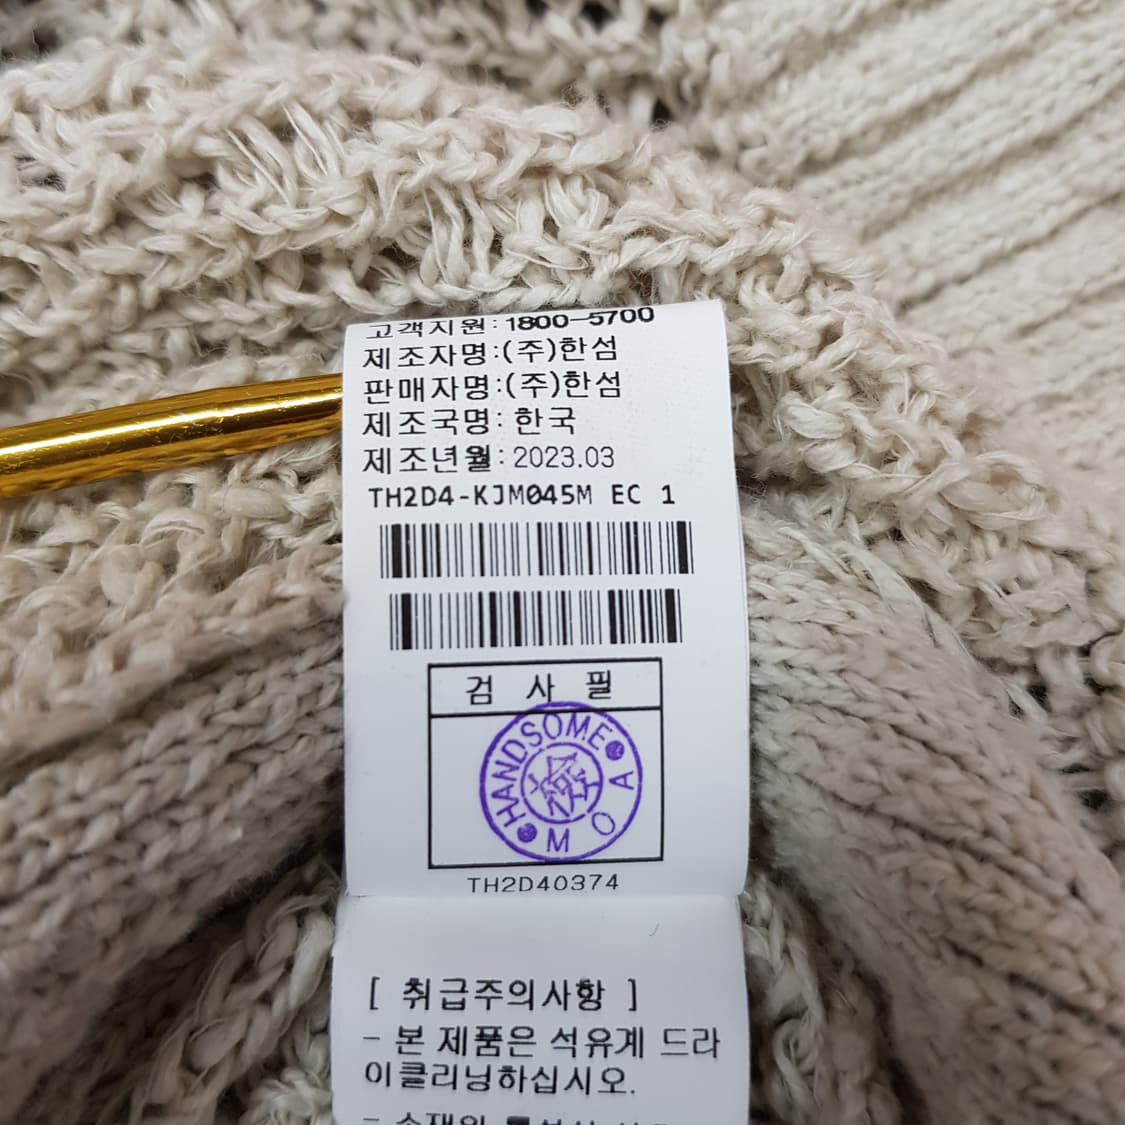 고객지원:1800-5700
제조자명:(주)한섬
판매자명:(주)한섬
제조국명: 한국
제조년월:2023.03
TH2D4-KJM045M EC 1
검 사 필
HANDSOME
MOA
TH2D40374
[ 취급주의사항 ]
- 본 제품은 석유계 드라
이클리닝하십시오.